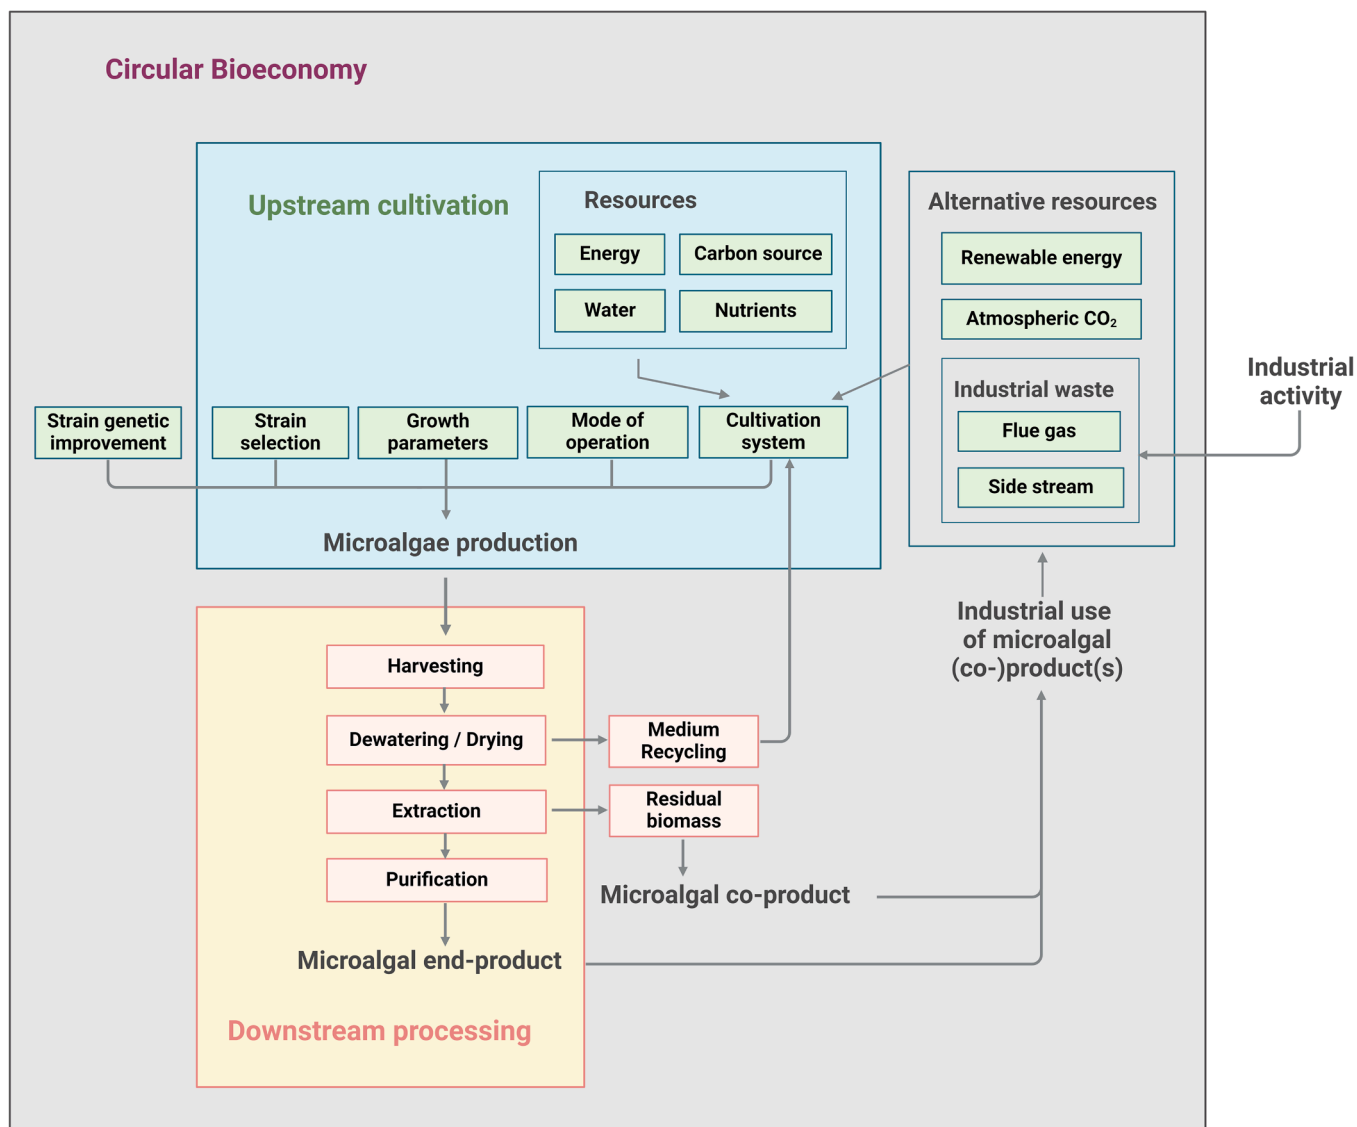 Circular Bioeconomy
Upstream cultivation
Resources
Energy
Carbon source
Water
Nutrients
Alternative resources
Renewable energy
Atmospheric CO₂
Industrial waste
Flue gas
Side stream
Industrial
activity
Strain genetic
improvement
Strain
selection
Growth
parameters
Mode of
operation
Cultivation
system
Microalgae production
Harvesting
Dewatering / Drying
Medium
Recycling
Extraction
Residual
biomass
Purification
Microalgal co-product
Microalgal end-product
Downstream processing
Industrial use
of microalgal
(co-)product(s)